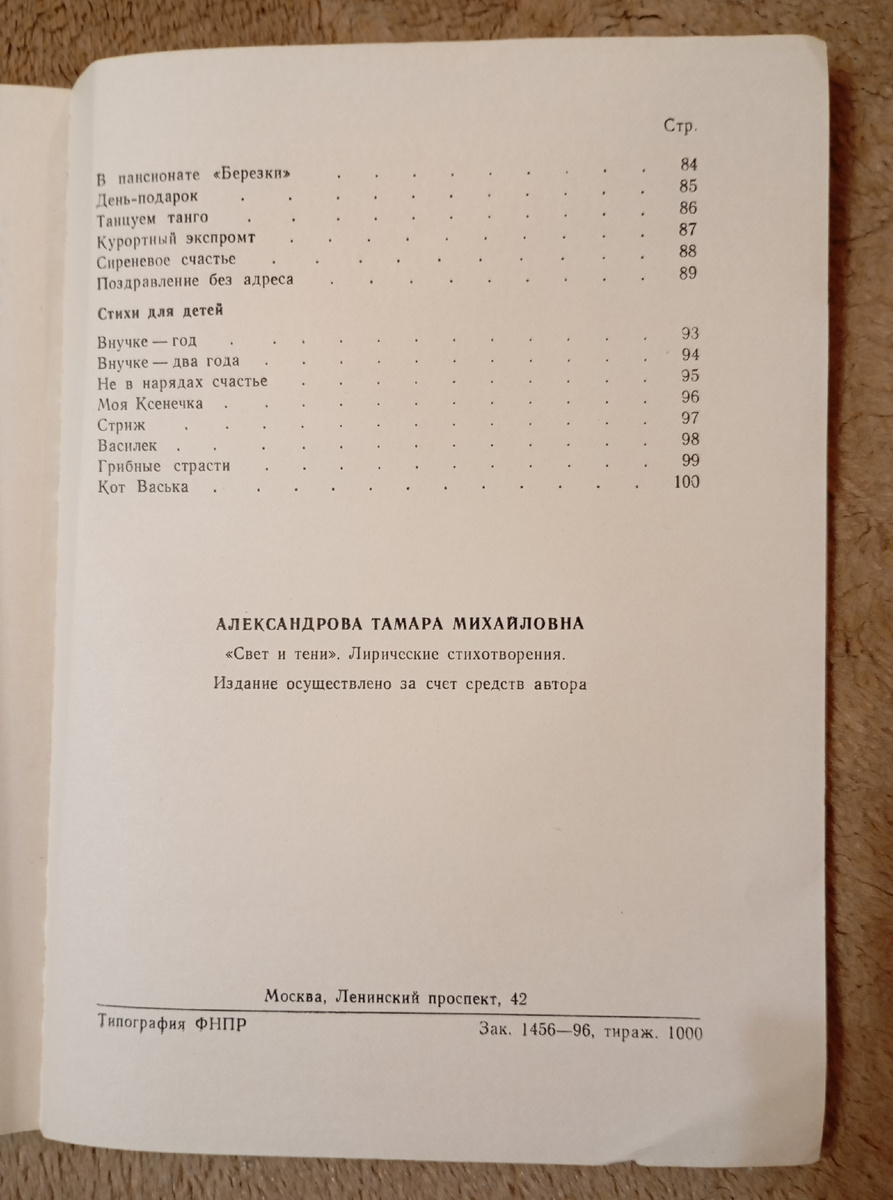 Стр.
В пансионате «Березки» . . . . . . . . . 84
День-подарок . . . . . . . . . . 85
Танцуем танго . . . . . . . . . . 86
Курортный экспромт . . . . . . . . . 87
Сиреневое счастье . . . . . . . . . . 88
Поздравление без адреса . . . . . . . . . 89
Стихи для детей
Внучке — год . . . . . . . . . . . 93
Внучке — два года . . . . . . . . . . 94
Не в нарядах счастье . . . . . . . . . 95
Моя Ксенечка . . . . . . . . . . . 96
Стриж . . . . . . . . . . . . 97
Василек . . . . . . . . . . . . 98
Грибные страсти . . . . . . . . . . 99
Кот Васька . . . . . . . . . . . 100
АЛЕКСАНДРОВА ТАМАРА МИХАЙЛОВНА
«Свет и тени». Лирические стихотворения.
Издание осуществлено за счет средств автора
Москва, Ленинский проспект, 42
Типография ФНПР Зак. 1456—96, тираж. 1000